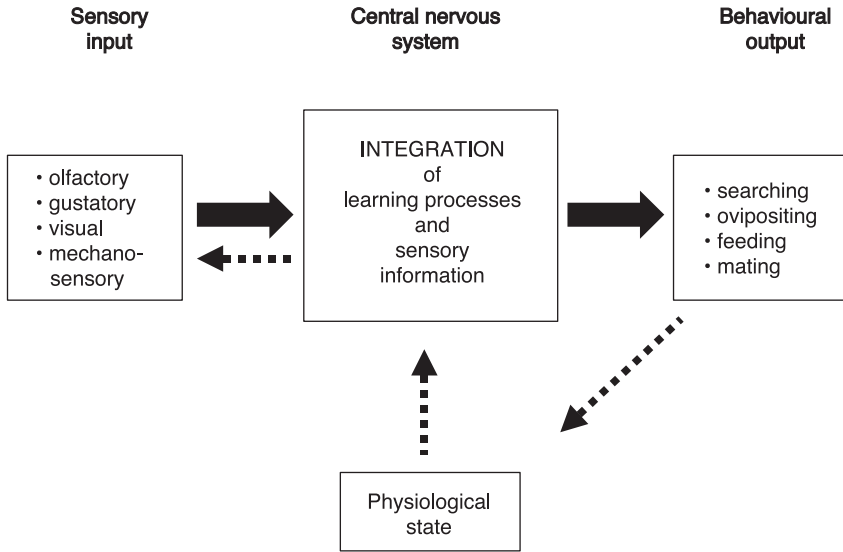 Sensory
input
Central nervous
system
Behavioural
output
• olfactory
• gustatory
• visual
• mechano-
sensory
INTEGRATION
of
learning processes
and
sensory
information
• searching
• ovipositing
• feeding
• mating
Physiological
state